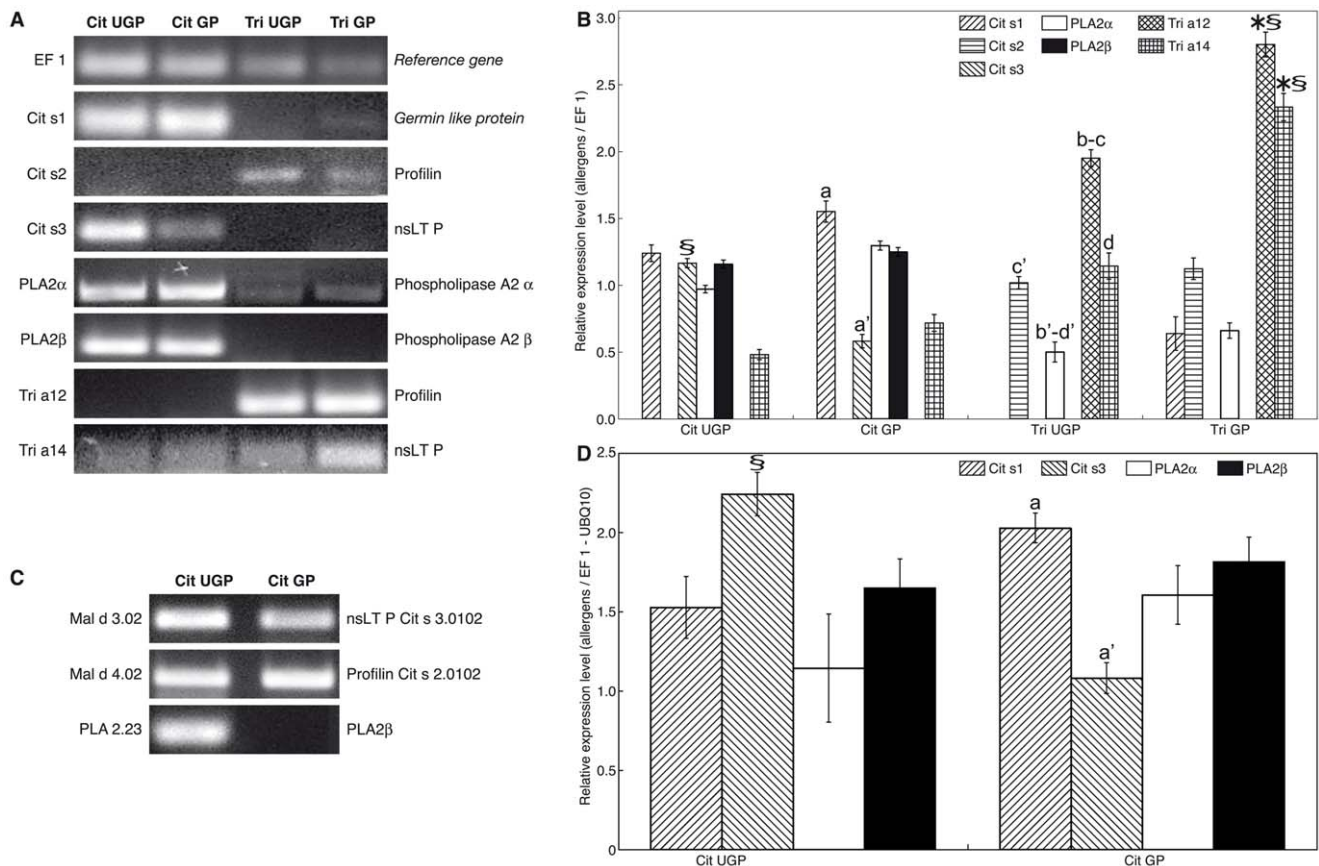 A
Cit UGP Cit GP Tri UGP Tri GP
EF 1 Reference gene
Cit s1 Germin like protein
Cit s2 Profilin
Cit s3 nsLT P
PLA2α Phospholipase A2 α
PLA2β Phospholipase A2 β
Tri a12 Profilin
Tri a14 nsLT P
B
Relative expression level (allergens / EF 1)
3.0
2.5
2.0
1.5
1.0
0.5
0.0
Cit s1 PLA2α Tri a12
Cit s2 PLA2β Tri a14
Cit s3
§
a
a'
c'
b'-d'
b-c
d
*§
*§
Cit UGP Cit GP Tri UGP Tri GP
C
Cit UGP Cit GP
Mal d 3.02 nsLT P Cit s 3.0102
Mal d 4.02 Profilin Cit s 2.0102
PLA 2.23 PLA2β
D
Relative expression level (allergens / EF 1 - UBQ10)
2.5
2.0
1.5
1.0
0.5
0
Cit s1 Cit s3 PLA2α PLA2β
§
a
a'
Cit UGP Cit GP